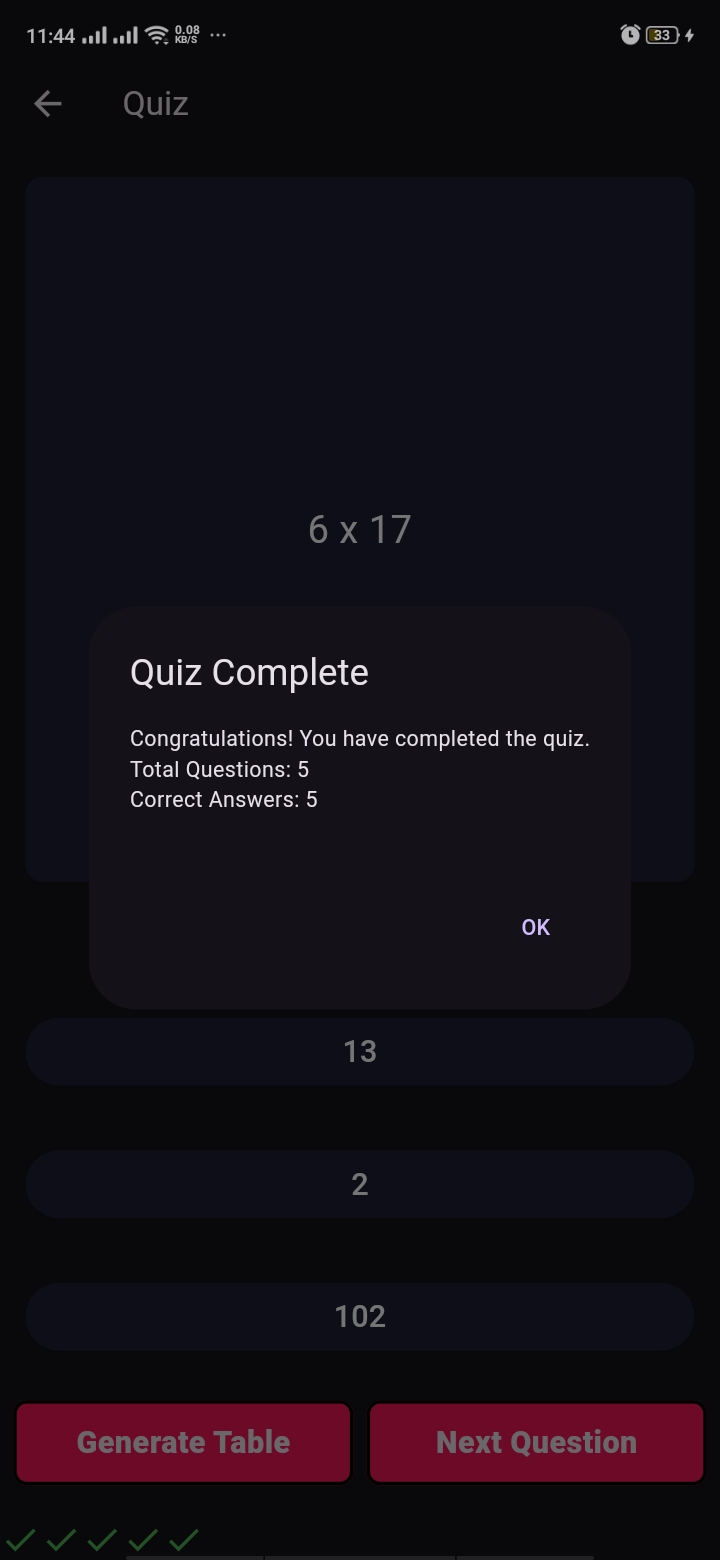 11:44 0.08 KB/S ... 33
Quiz
6 x 17
Quiz Complete
Congratulations! You have completed the quiz.
Total Questions: 5
Correct Answers: 5
OK
13
2
102
Generate Table Next Question